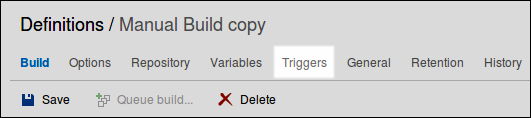 Definitions / Manual Build copy
Build Options Repository Variables Triggers General Retention History
Save Queue build... Delete